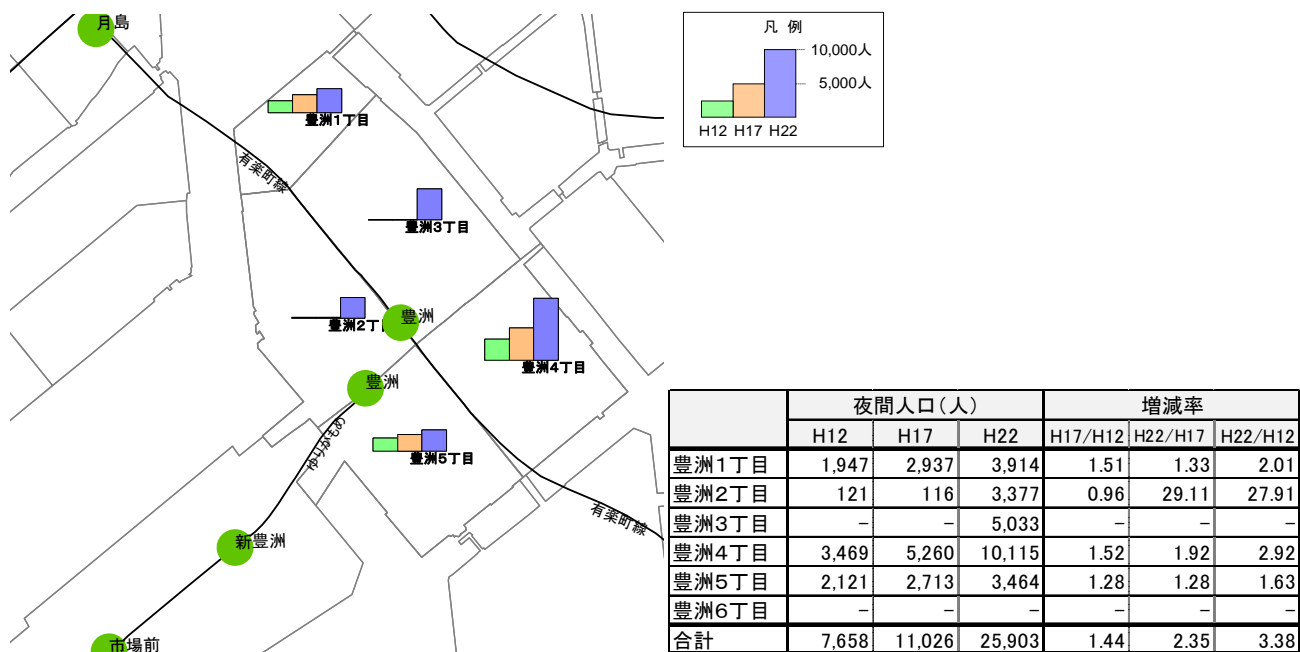 月島
豊洲1丁目
有楽町線
豊洲3丁目
豊洲2丁
豊洲
豊洲4丁目
豊洲
豊洲5丁目
ゆりかもめ
有楽町線
新豊洲
市場前
凡 例
10,000人
5,000人
H12 H17 H22
夜間人口(人) 増減率
H12 H17 H22 H17/H12 H22/H17 H22/H12
豊洲1丁目 1,947 2,937 3,914 1.51 1.33 2.01
豊洲2丁目 121 116 3,377 0.96 29.11 27.91
豊洲3丁目 － － 5,033 － － －
豊洲4丁目 3,469 5,260 10,115 1.52 1.92 2.92
豊洲5丁目 2,121 2,713 3,464 1.28 1.28 1.63
豊洲6丁目 － － － － － －
合計 7,658 11,026 25,903 1.44 2.35 3.38